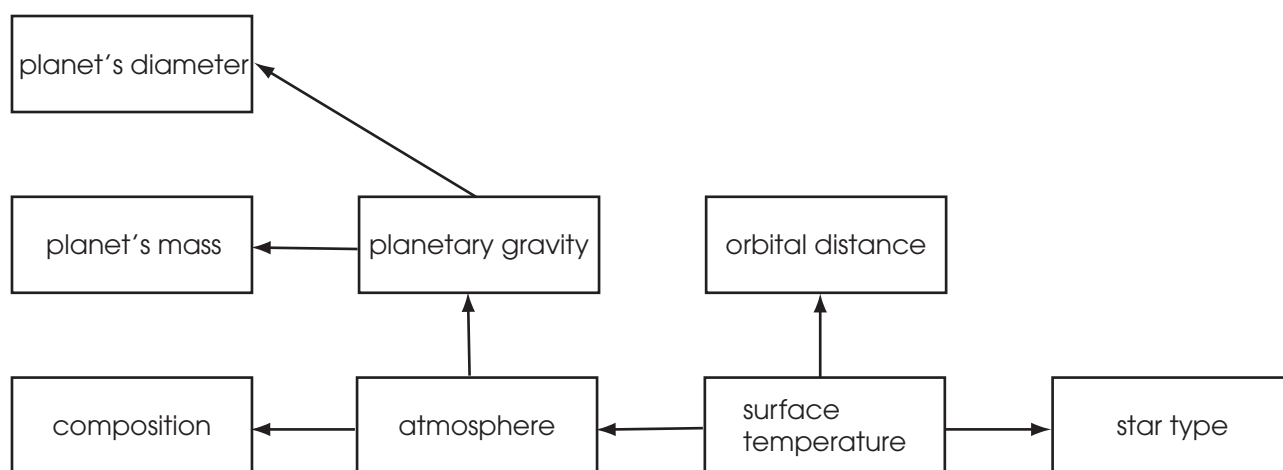 planet's diameter
planet's mass
planetary gravity
orbital distance
composition
atmosphere
surface
temperature
star type